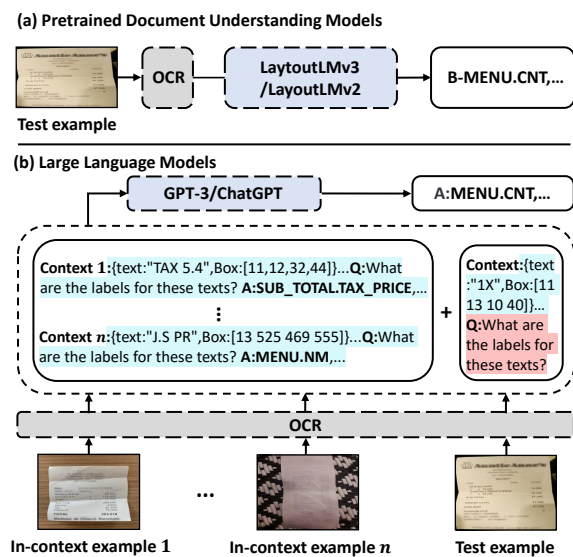 (a) Pretrained Document Understanding Models
OCR
LaytoutLMv3
/LayoutLMv2
B-MENU.CNT,...
Test example
(b) Large Language Models
GPT-3/ChatGPT
A:MENU.CNT,...
Context 1:{text:"TAX 5.4",Box:[11,12,32,44]}...Q:What
are the labels for these texts? A:SUB_TOTAL.TAX_PRICE,...
⋮
Context n:{text:"J.S PR",Box:[13 525 469 555]}...Q:What
are the labels for these texts? A:MENU.NM,...
+
Context:{text
:"1X",Box:[11
13 10 40]}...
Q:What are
the labels for
these texts?
OCR
Auntie Anne's
...
In-context example 1
In-context example n
Test example